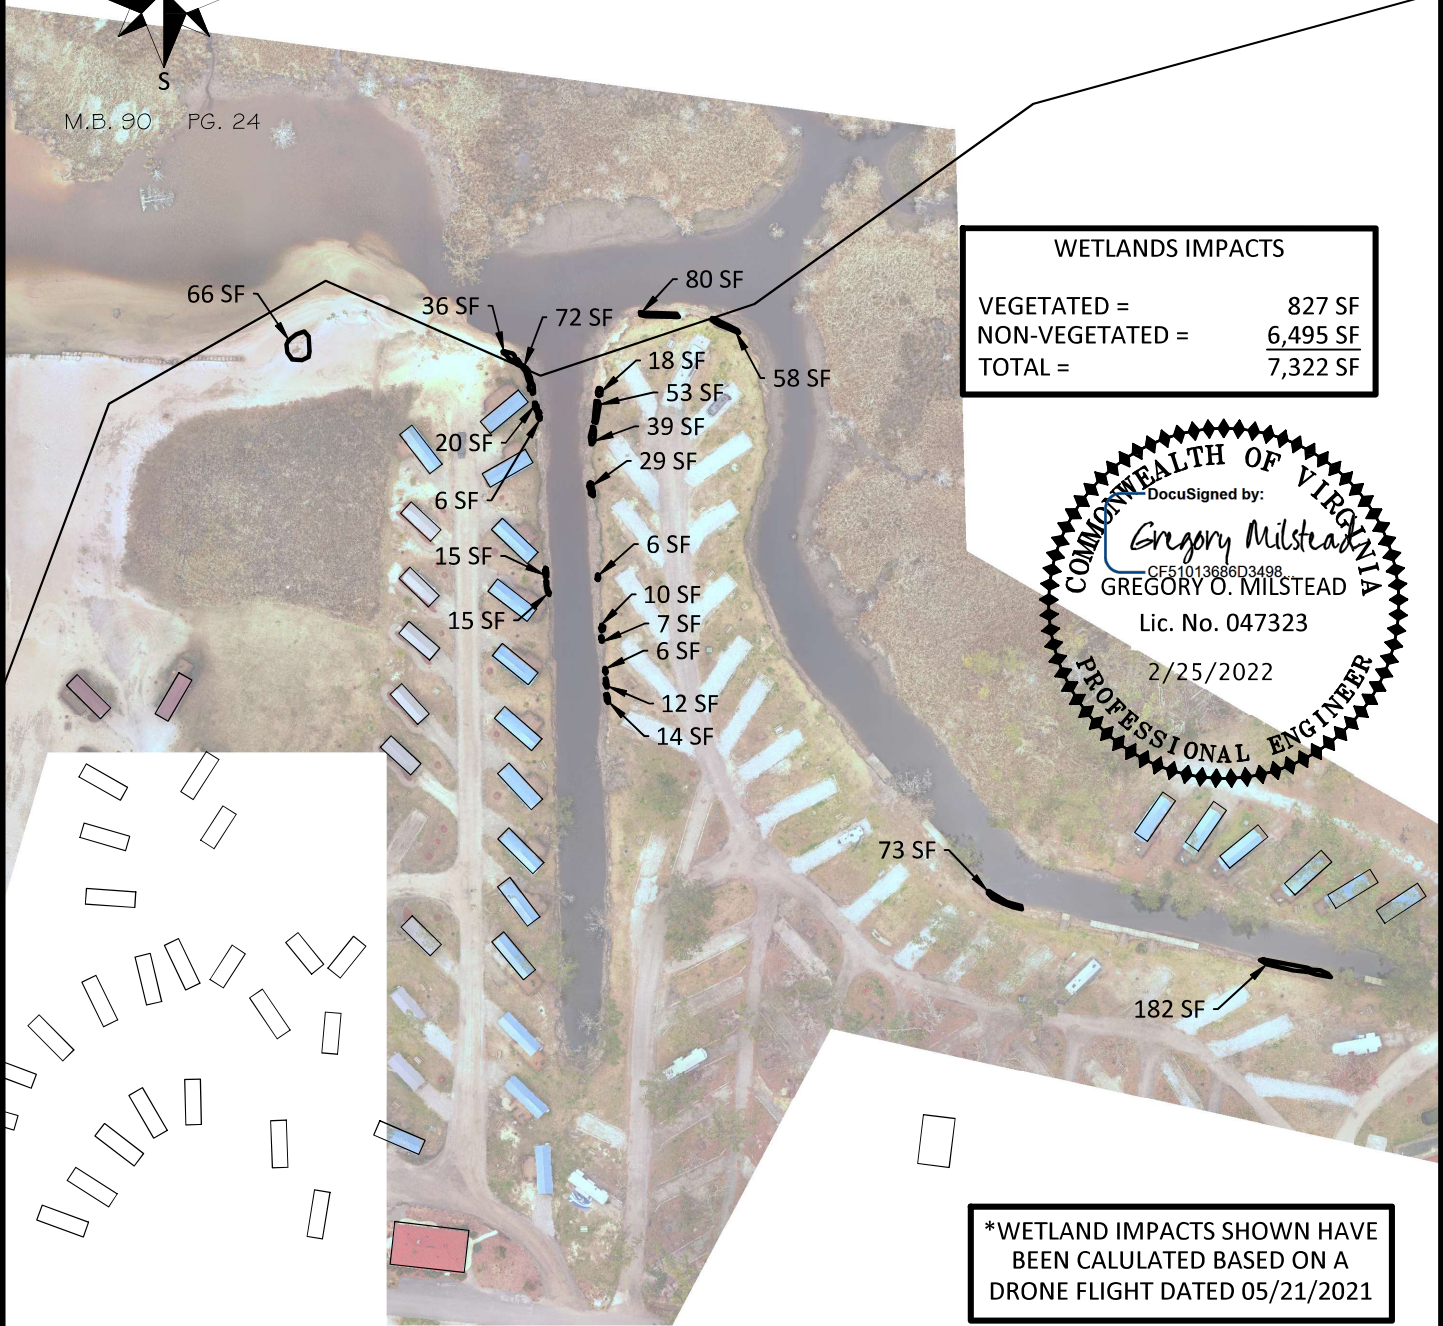 S
M.B. 90 PG. 24
WETLANDS IMPACTS
VEGETATED = 827 SF
NON-VEGETATED = 6,495 SF
TOTAL = 7,322 SF
66 SF
36 SF
72 SF
80 SF
58 SF
18 SF
53 SF
39 SF
29 SF
20 SF
6 SF
15 SF
15 SF
6 SF
10 SF
7 SF
6 SF
12 SF
14 SF
73 SF
182 SF
COMMONWEALTH OF VIRGINIA
DocuSigned by:
Gregory Milstead
CF51013686D3498...
GREGORY O. MILSTEAD
Lic. No. 047323
2/25/2022
PROFESSIONAL ENGINEER
*WETLAND IMPACTS SHOWN HAVE
BEEN CALULATED BASED ON A
DRONE FLIGHT DATED 05/21/2021